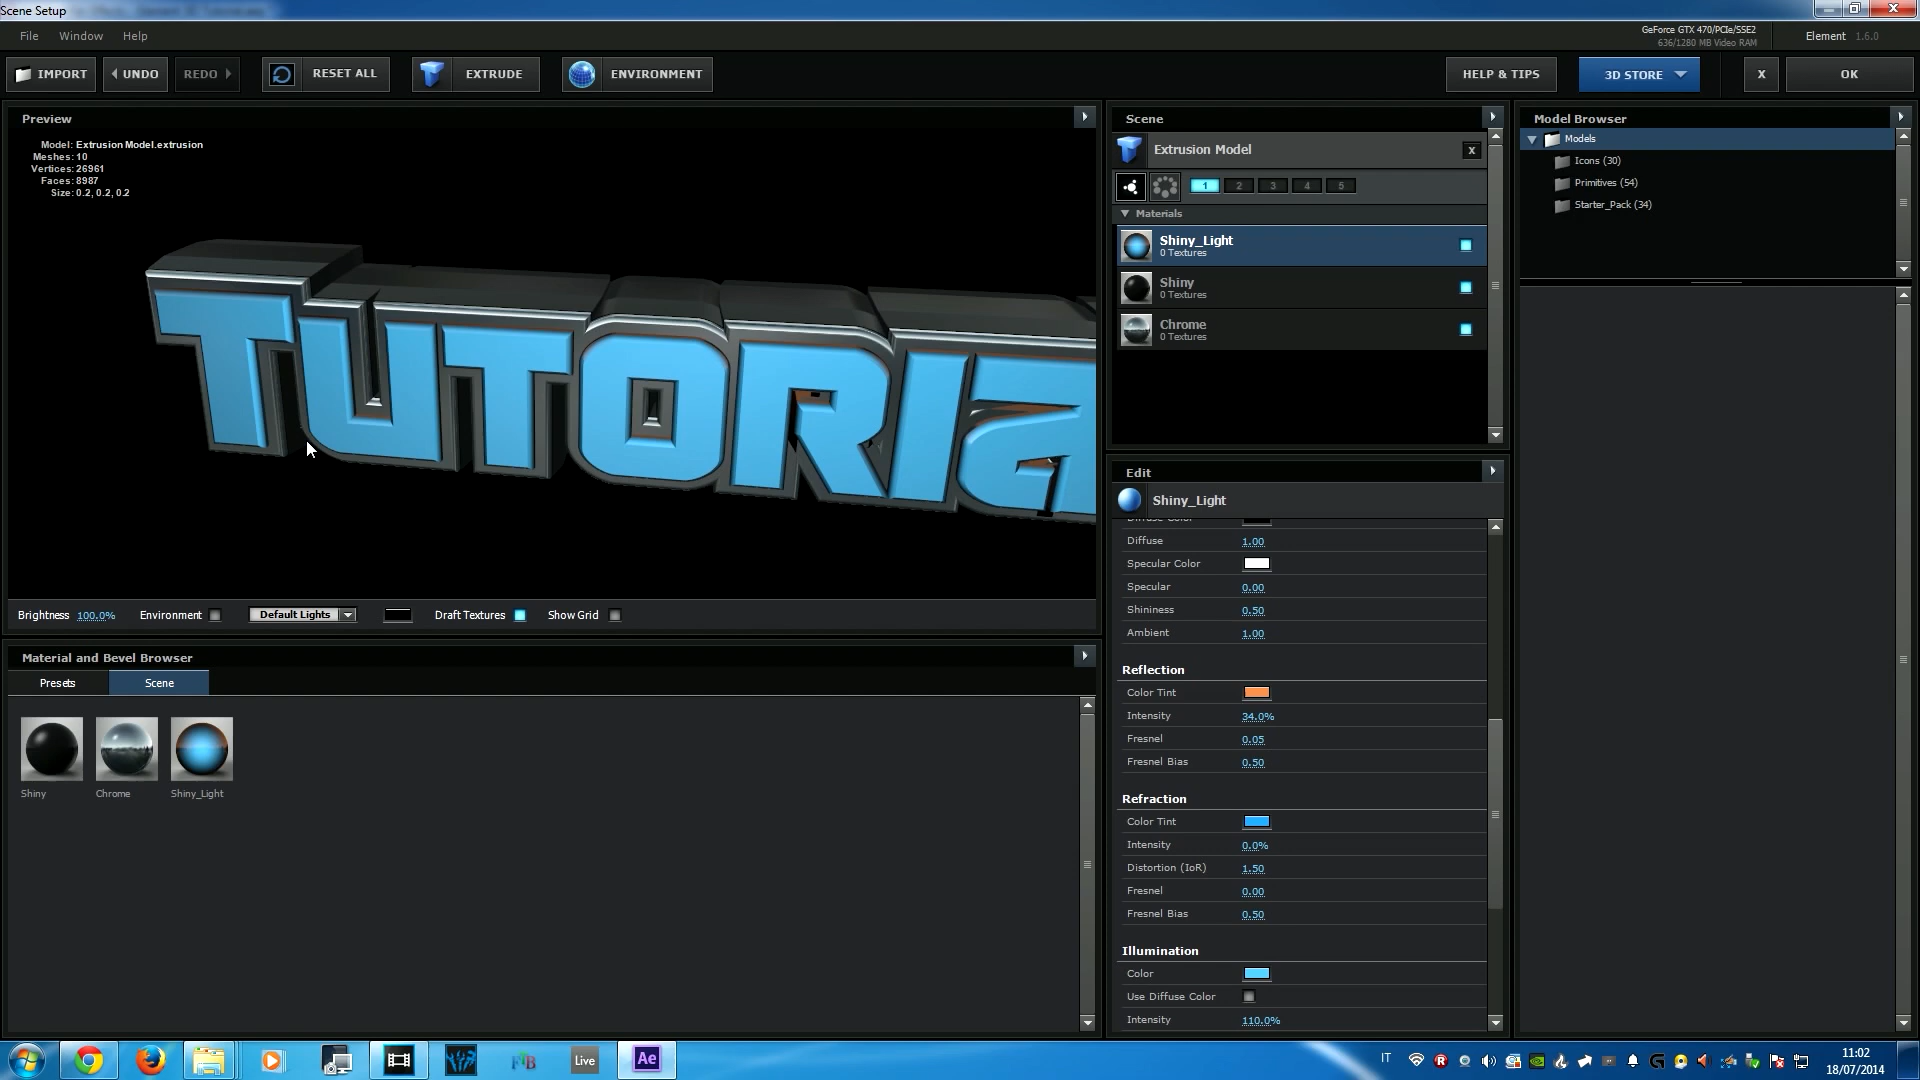 Scene Setup
File Window Help
GeForce GTX 470/PCIe/SSE2
636/1280 MB Video RAM
Element 1.6.0
IMPORT
UNDO
REDO
RESET ALL
EXTRUDE
ENVIRONMENT
HELP & TIPS
3D STORE
X
OK
Preview
Model: Extrusion Model.extrusion
Meshes: 10
Vertices: 26961
Faces: 8987
Size: 0.2, 0.2, 0.2
TUTORIa
Brightness 100.0% Environment Default Lights Draft Textures Show Grid
Material and Bevel Browser
Presets Scene
Shiny Chrome Shiny_Light
Scene
Extrusion Model
x
1 2 3 4 5
Materials
Shiny_Light
0 Textures
Shiny
0 Textures
Chrome
0 Textures
Edit
Shiny_Light
Diffuse Color
Diffuse 1.00
Specular Color
Specular 0.00
Shininess 0.50
Ambient 1.00
Reflection
Color Tint
Intensity 34.0%
Fresnel 0.05
Fresnel Bias 0.50
Refraction
Color Tint
Intensity 0.0%
Distortion (IoR) 1.50
Fresnel 0.00
Fresnel Bias 0.50
Illumination
Color
Use Diffuse Color
Intensity 110.0%
Model Browser
Models
Icons (30)
Primitives (54)
Starter_Pack (34)
FTB
Live
Ae
IT
11:02
18/07/2014